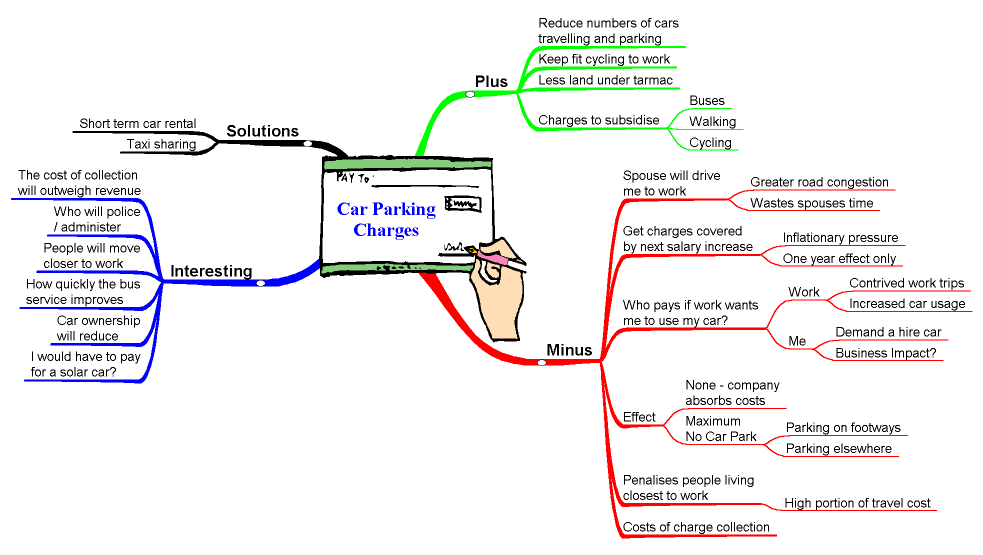 Reduce numbers of cars
travelling and parking
Keep fit cycling to work
Plus
Less land under tarmac
Charges to subsidise
Buses
Walking
Cycling
Short term car rental
Taxi sharing
Solutions
PAY TO:
Car Parking
Charges
The cost of collection
will outweigh revenue
Who will police
/ administer
People will move
closer to work
Interesting
How quickly the bus
service improves
Car ownership
will reduce
I would have to pay
for a solar car?
Minus
Spouse will drive
me to work
Greater road congestion
Wastes spouses time
Get charges covered
by next salary increase
Inflationary pressure
One year effect only
Who pays if work wants
me to use my car?
Work
Contrived work trips
Increased car usage
Me
Demand a hire car
Business Impact?
Effect
None - company
absorbs costs
Maximum
No Car Park
Parking on footways
Parking elsewhere
Penalises people living
closest to work
High portion of travel cost
Costs of charge collection